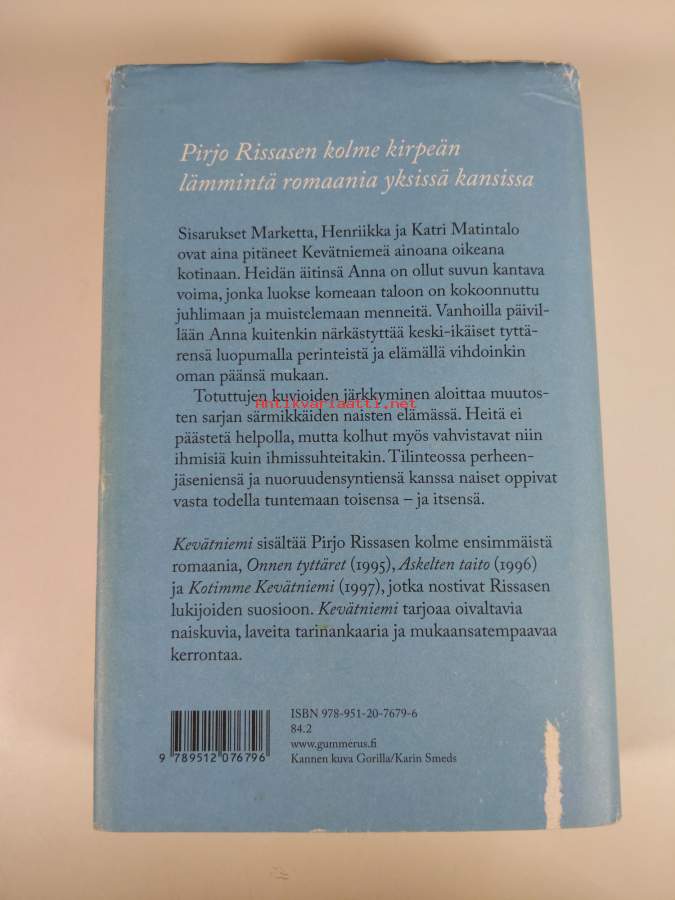 Pirjo Rissasen kolme kirpeän
lämmintä romaania yksissä kansissa
Sisarukset Marketta, Henriikka ja Katri Matintalo
ovat aina pitäneet Kevätniemeä ainoana oikeana
kotinaan. Heidän äitinsä Anna on ollut suvun kantava
voima, jonka luokse komeaan taloon on kokoonnuttu
juhlimaan ja muistelemaan menneitä. Vanhoilla päivil-
lään Anna kuitenkin närkästyttää keski-ikäiset tyttä-
rensä luopumalla perinteistä ja elämällä vihdoinkin
oman päänsä mukaan.
Totuttujen kuvioiden järkkyminen aloittaa muutos-
Antikvariaatti.net
ten sarjan särmikkäiden naisten elämässä. Heitä ei
päästetä helpolla, mutta kolhut myös vahvistavat niin
ihmisiä kuin ihmissuhteitakin. Tilinteossa perheen-
jäseniensä ja nuoruudensyntiensä kanssa naiset oppivat
vasta todella tuntemaan toisensa – ja itsensä.
Kevätniemi sisältää Pirjo Rissasen kolme ensimmäistä
romaania, Onnen tyttäret (1995), Askelten taito (1996)
ja Kotimme Kevätniemi (1997), jotka nostivat Rissasen
lukijoiden suosioon. Kevätniemi tarjoaa oivaltavia
naiskuvia, laveita tarinankaaria ja mukaansatempaavaa
kerrontaa.
ISBN 978-951-20-7679-6
84.2
www.gummerus.fi
Kannen kuva Gorilla/Karin Smeds
9 789512 076796